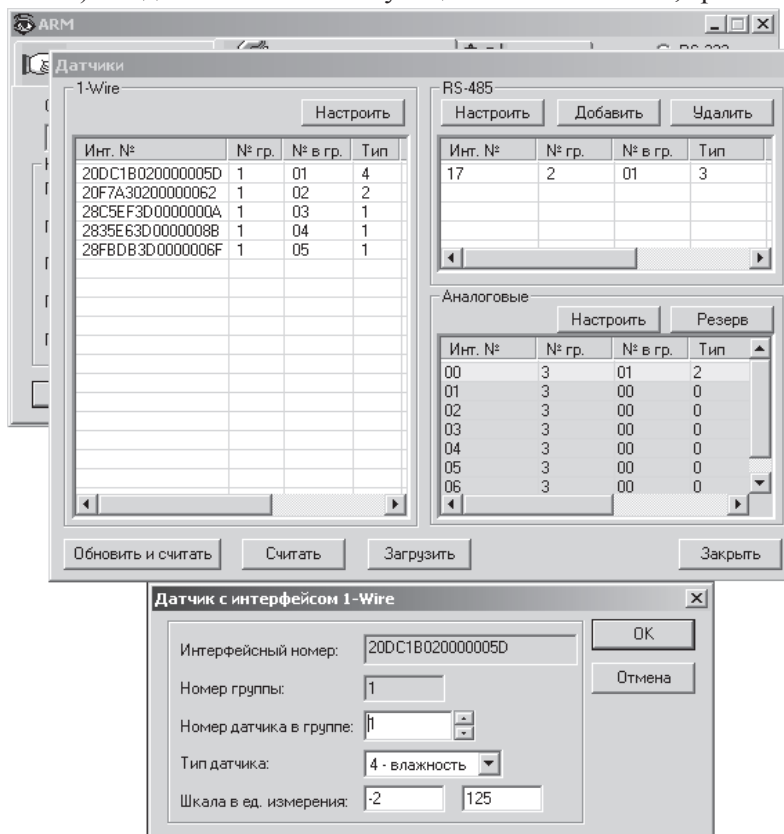 ARM
Датчики
1-Wire
Настроить
Инт. № № гр. № в гр. Тип
20DC1B020000005D 1 01 4
20F7A30200000062 1 02 2
28C5EF3D0000000A 1 03 1
2835E63D0000008B 1 04 1
28FBDB3D0000006F 1 05 1
RS-485
Настроить Добавить Удалить
Инт. № № гр. № в гр. Тип
17 2 01 3
Аналоговые
Настроить Резерв
Инт. № № гр. № в гр. Тип
00 3 01 2
01 3 00 0
02 3 00 0
03 3 00 0
04 3 00 0
05 3 00 0
06 3 00 0
Обновить и считать Считать Загрузить Закрыть
Датчик с интерфейсом 1-Wire
Интерфейсный номер: 20DC1B020000005D
OK
Номер группы: 1
Отмена
Номер датчика в группе: 1
Тип датчика: 4 - влажность
Шкала в ед. измерения: -2 125